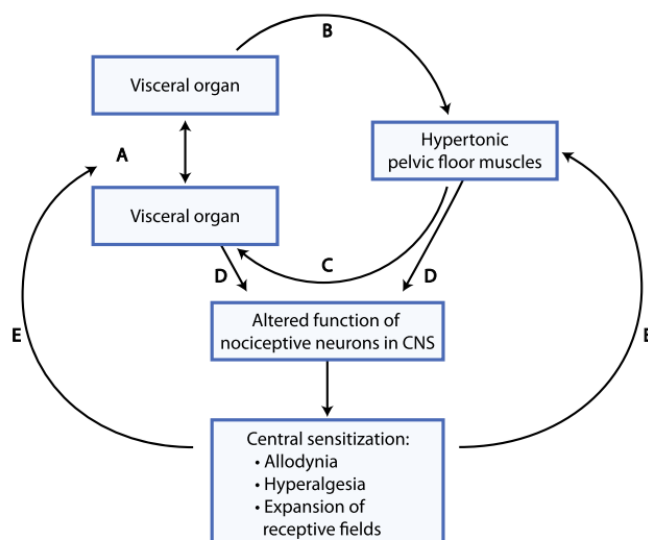 B
Visceral organ
Hypertonic
pelvic floor muscles
A
Visceral organ
C
D
D
Altered function of
nociceptive neurons in CNS
E
E
Central sensitization:
• Allodynia
• Hyperalgesia
• Expansion of
receptive fields